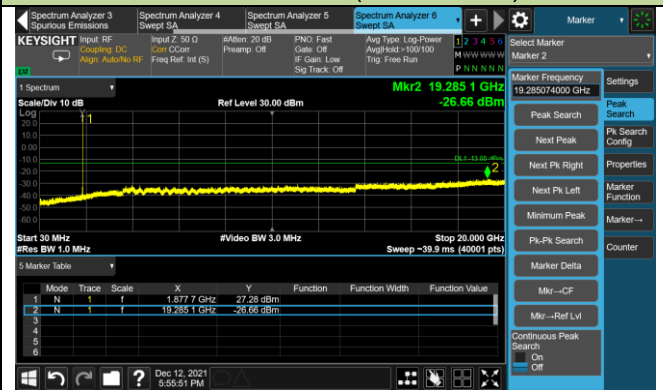 Spectrum Analyzer 3
Spurious Emissions
Spectrum Analyzer 4
Swept SA
Spectrum Analyzer 5
Swept SA
Spectrum Analyzer 6
Swept SA
Marker
KEYSIGHT
Input: RF
Coupling: DC
Align: Auto/No RF
Input Z: 50 Ω
Corr CCorr
Freq Ref: Int (S)
#Atten: 20 dB
Preamp: Off
PNO: Fast
Gate: Off
IF Gain: Low
Sig Track: Off
Avg Type: Log-Power
Avg|Hold:>100/100
Trig: Free Run
1 2 3 4 5 6
M W W W W W
P N N N N N
Select Marker
Marker 2
LXI
1 Spectrum
Scale/Div 10 dB
Log
Ref Level 30.00 dBm
Mkr2 19.285 1 GHz
-26.66 dBm
20.0
10.0
0.00
-10.0
-20.0
-30.0
-40.0
-50.0
-60.0
1
2
DL1 -13.00 dBm
Start 30 MHz
#Res BW 1.0 MHz
#Video BW 3.0 MHz
Stop 20.000 GHz
Sweep ~39.9 ms (40001 pts)
5 Marker Table
Mode Trace Scale X Y Function Function Width Function Value
1 N 1 f 1.877 7 GHz 27.28 dBm
2 N 1 f 19.285 1 GHz -26.66 dBm
3
4
5
6
Marker Frequency
19.285074000 GHz
Peak Search
Next Peak
Next Pk Right
Next Pk Left
Minimum Peak
Pk-Pk Search
Marker Delta
Mkr→CF
Mkr→Ref Lvl
Continuous Peak
Search
On
Off
Settings
Peak
Search
Pk Search
Config
Properties
Marker
Function
Marker→
Counter
?
Dec 12, 2021
5:55:51 PM